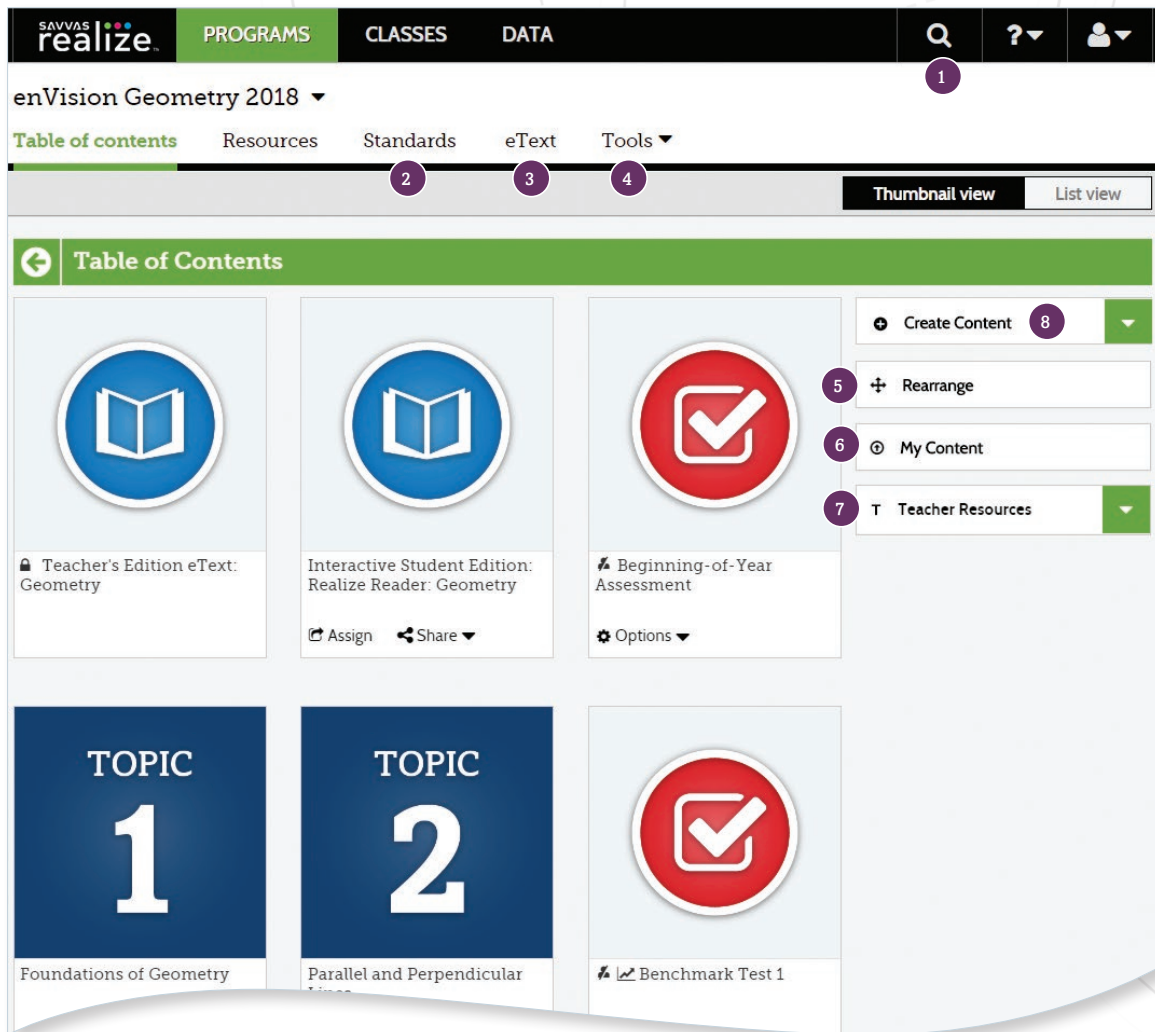 SAVVAS realize. PROGRAMS CLASSES DATA ?
1
enVision Geometry 2018
Table of contents Resources Standards eText Tools
2 3 4
Thumbnail view List view
Table of Contents
Create Content 8
5 Rearrange
6 My Content
7 T Teacher Resources
Teacher's Edition eText:
Geometry
Interactive Student Edition:
Realize Reader: Geometry
Assign Share
Beginning-of-Year
Assessment
Options
TOPIC
1
Foundations of Geometry
TOPIC
2
Parallel and Perpendicular
Benchmark Test 1